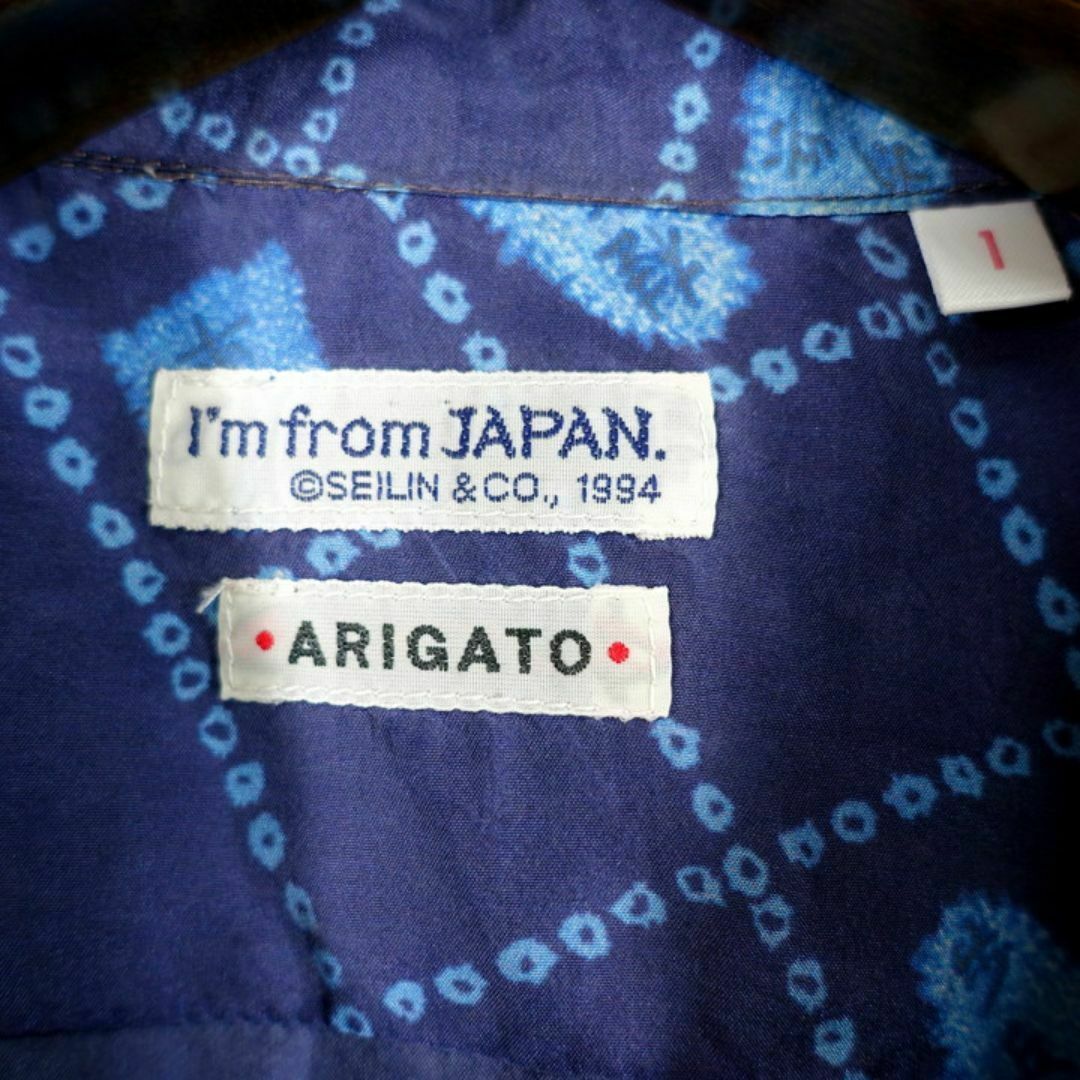 1
I'm from JAPAN.
©SEILIN & CO., 1994
• ARIGATO •